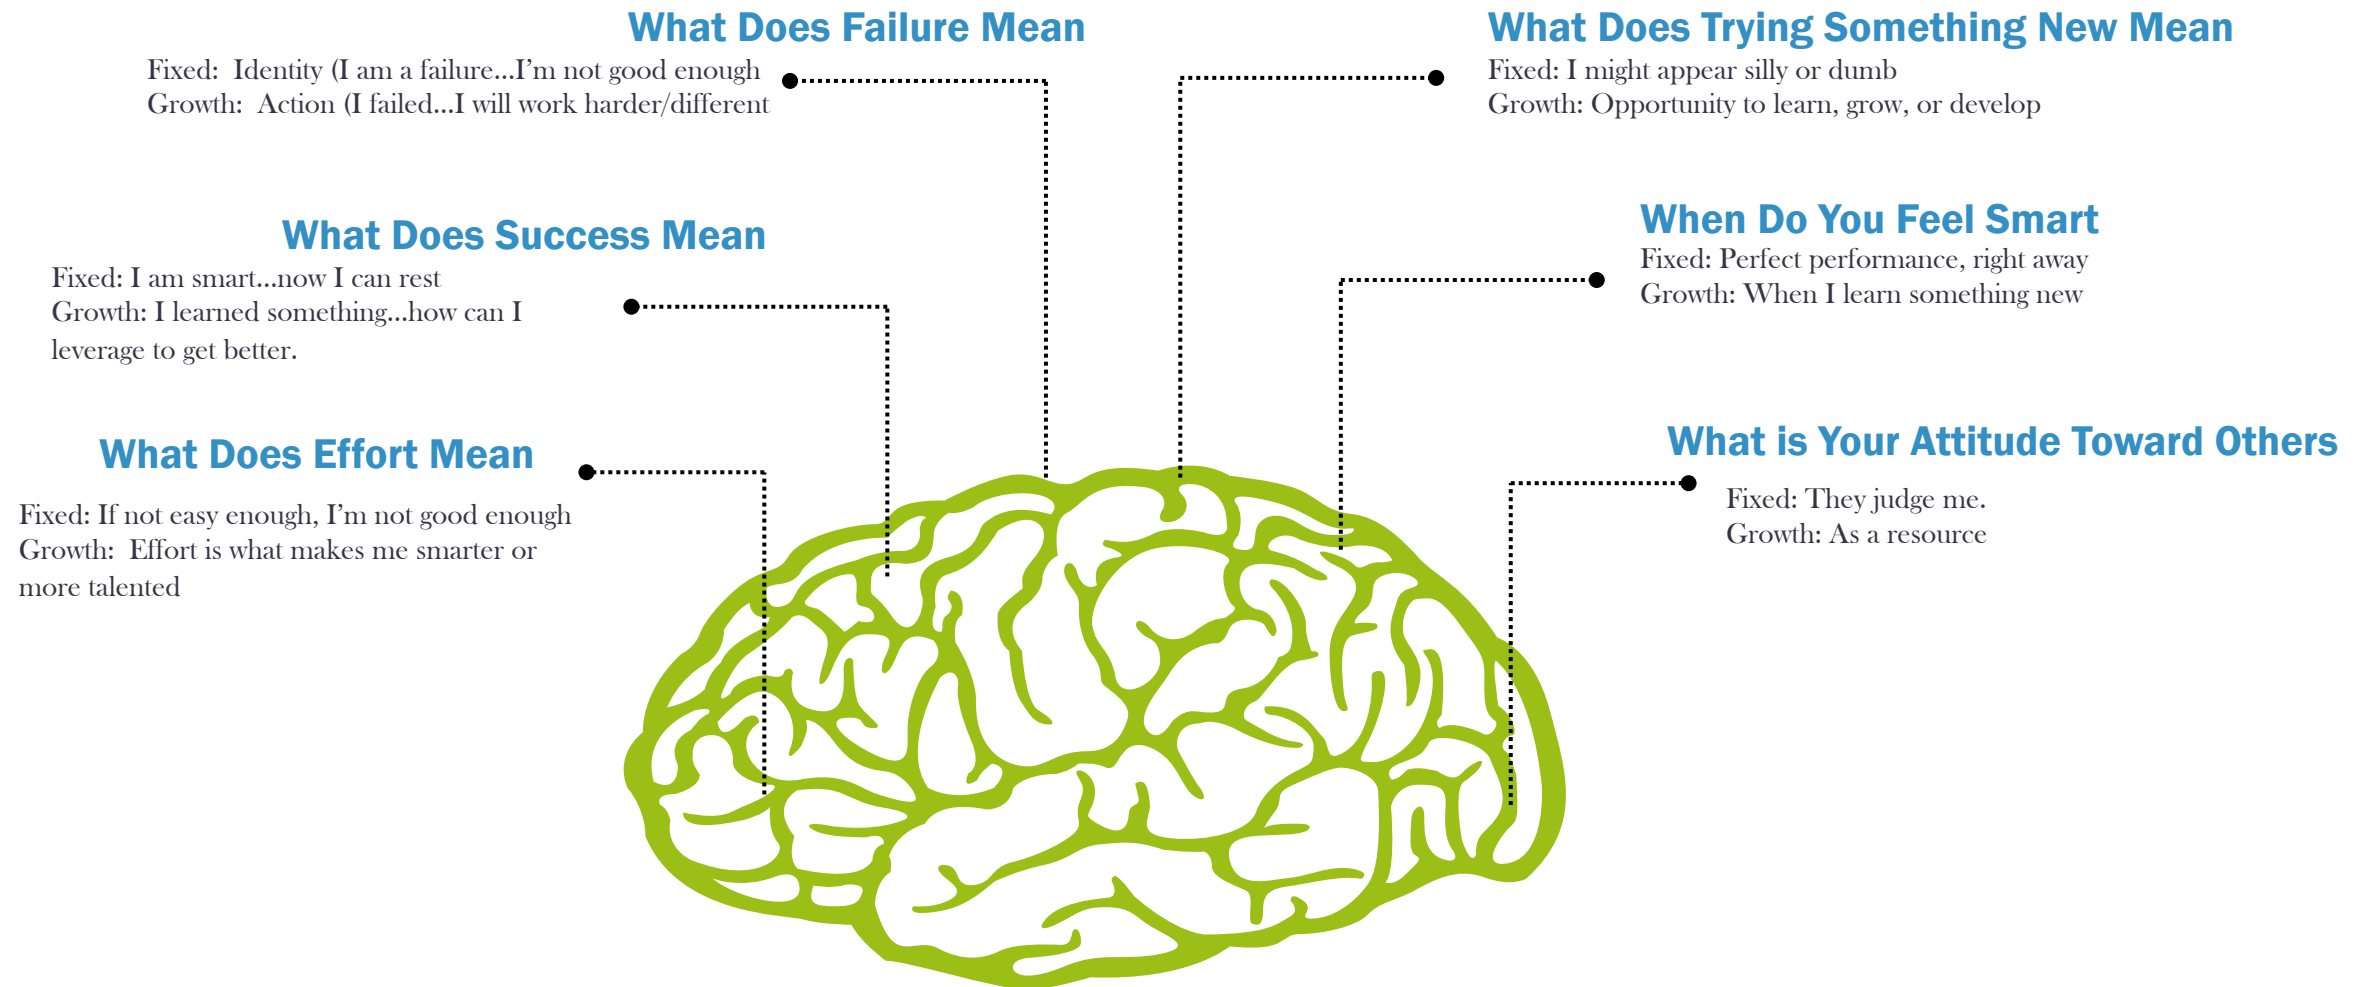 What Does Failure Mean
Fixed:  Identity (I am a failure...I'm not good enough
Growth:  Action (I failed...I will work harder/different
What Does Success Mean
Fixed: I am smart...now I can rest
Growth: I learned something...how can I
leverage to get better.
What Does Effort Mean
Fixed: If not easy enough, I'm not good enough
Growth:  Effort is what makes me smarter or
more talented
What Does Trying Something New Mean
Fixed: I might appear silly or dumb
Growth: Opportunity to learn, grow, or develop
When Do You Feel Smart
Fixed: Perfect performance, right away
Growth: When I learn something new
What is Your Attitude Toward Others
Fixed: They judge me.
Growth: As a resource